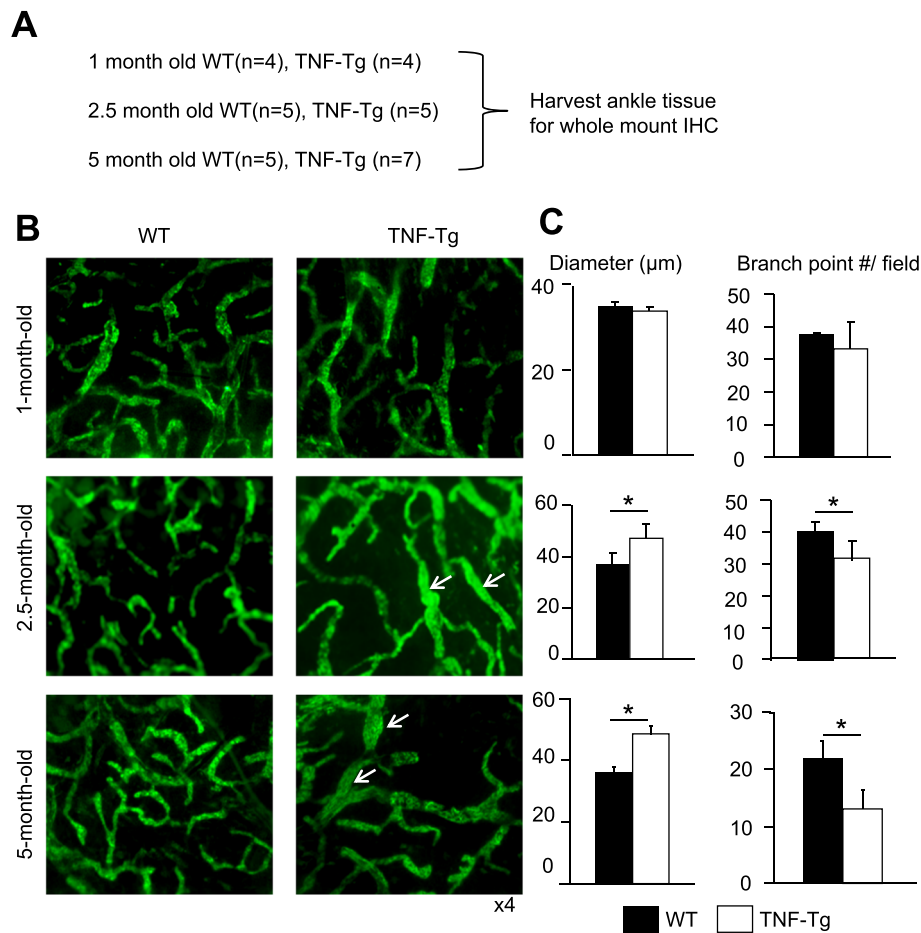 A
1 month old WT(n=4), TNF-Tg (n=4)
2.5 month old WT(n=5), TNF-Tg (n=5)
5 month old WT(n=5), TNF-Tg (n=7)
Harvest ankle tissue
for whole mount IHC
B
WT
TNF-Tg
1-month-old
2.5-month-old
5-month-old
x4
C
Diameter (µm)
Branch point #/ field
40
20
0
50
40
30
20
10
0
60
40
20
0
*
50
40
30
20
10
0
*
60
40
20
0
*
30
20
10
0
*
WT
TNF-Tg